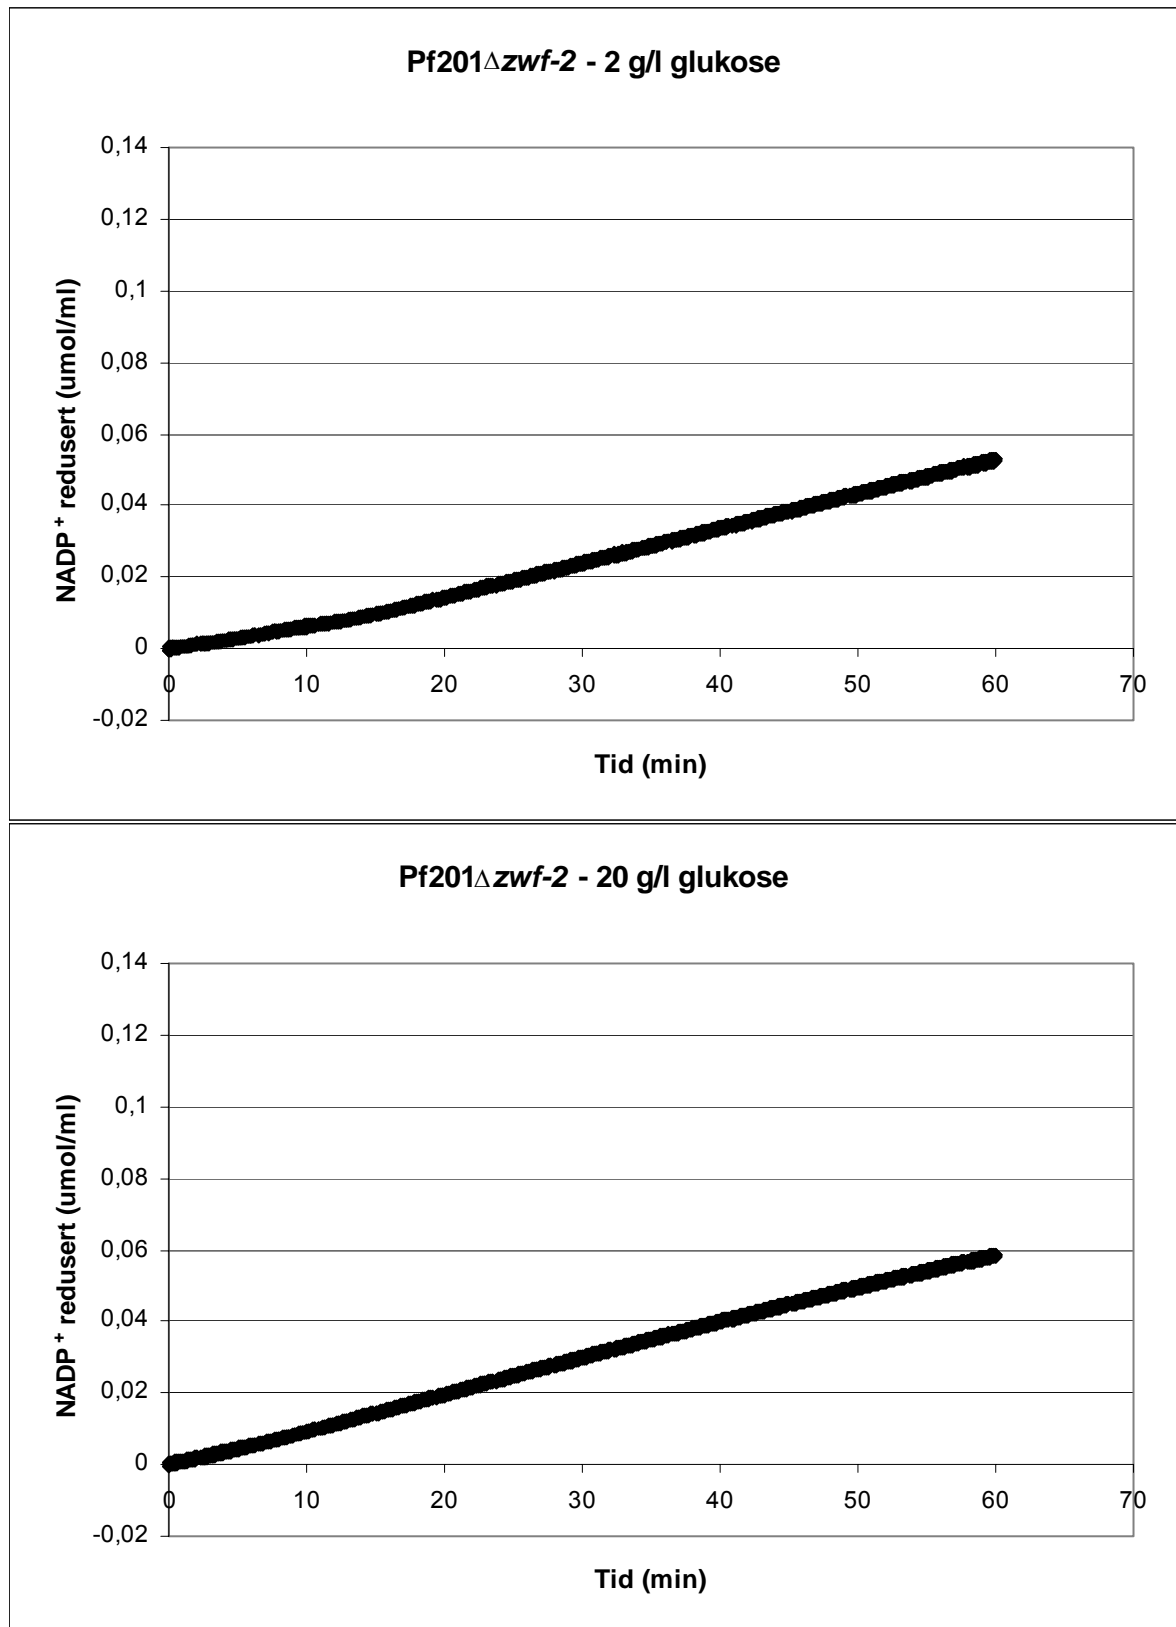 Pf201Δzwf-2 - 2 g/l glukose
0,14
0,12
0,1
0,08
0,06
0,04
0,02
0
-0,02
NADP⁺ redusert (umol/ml)
0 10 20 30 40 50 60 70
Tid (min)
Pf201Δzwf-2 - 20 g/l glukose
0,14
0,12
0,1
0,08
0,06
0,04
0,02
0
-0,02
NADP⁺ redusert (umol/ml)
0 10 20 30 40 50 60 70
Tid (min)